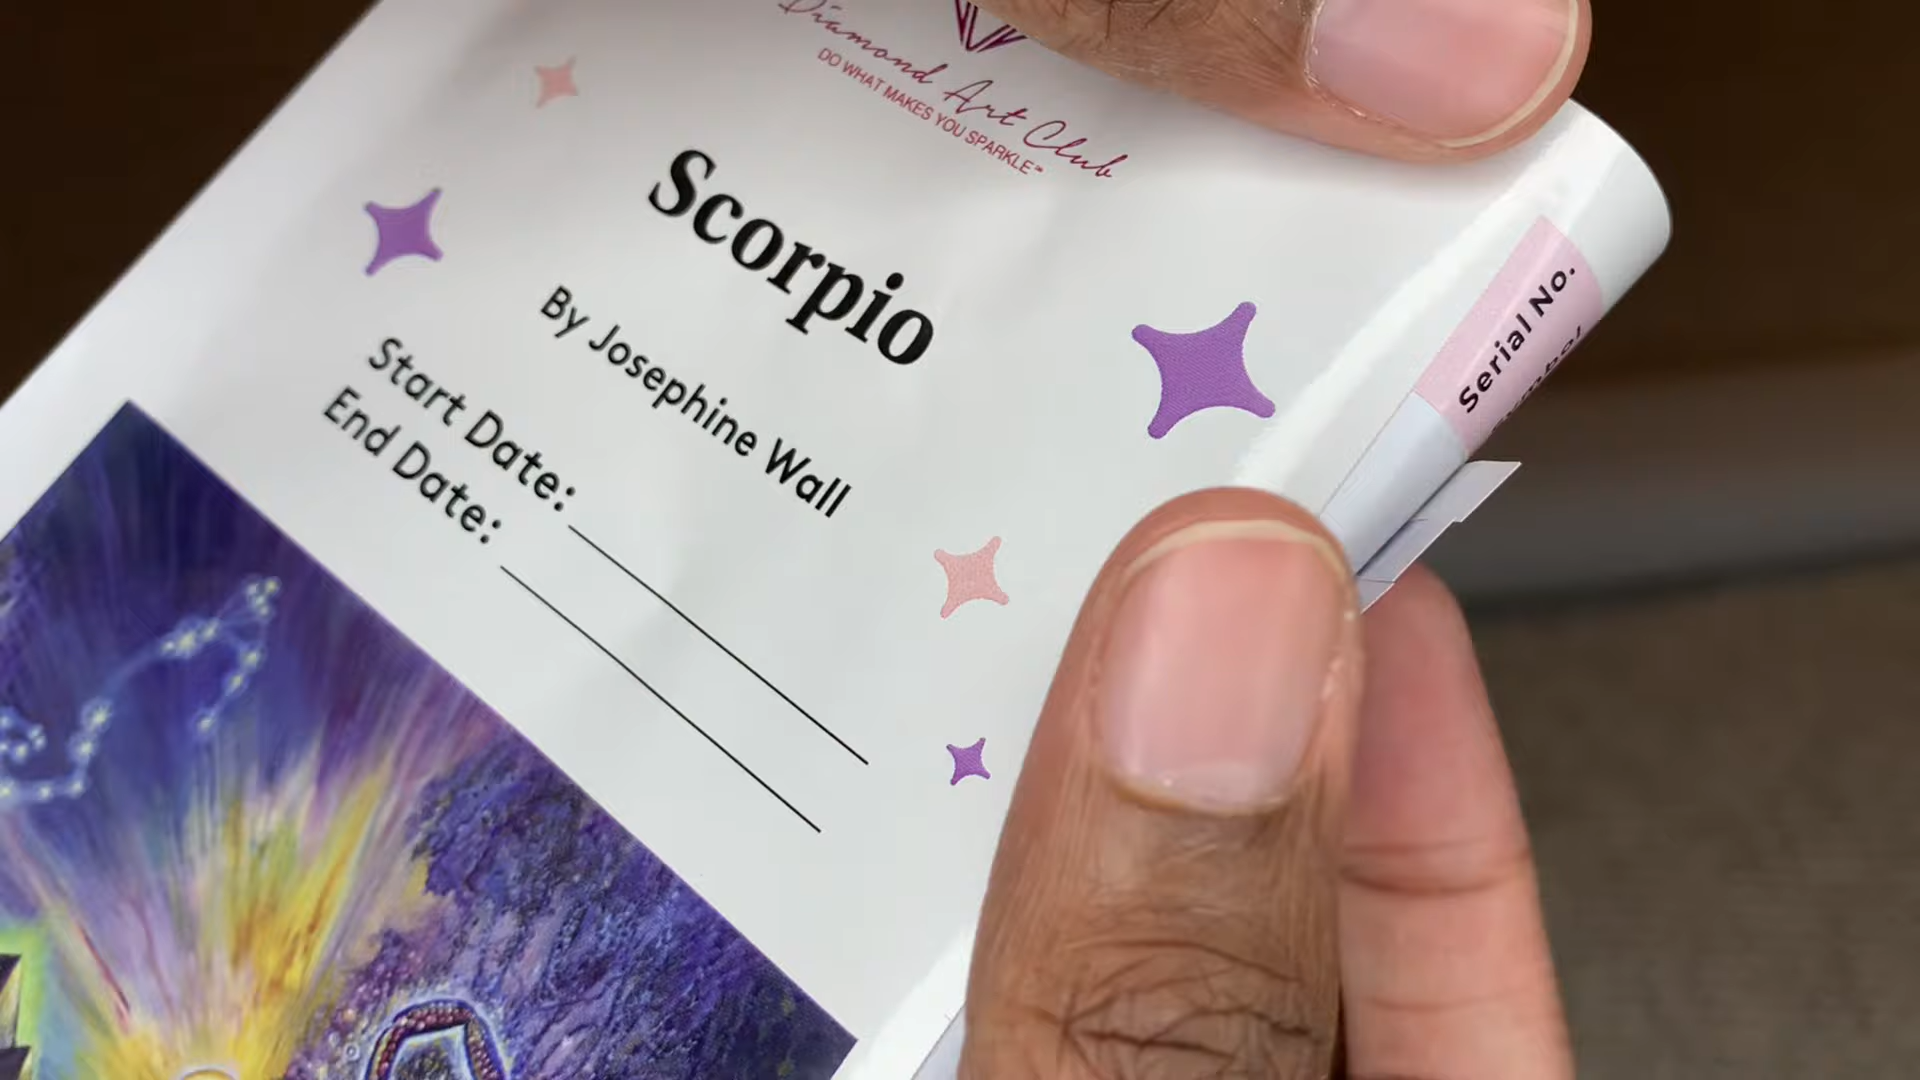 Diamond Art Club
DO WHAT MAKES YOU SPARKLE™
Scorpio
By Josephine Wall
Start Date:
End Date:
Serial No.